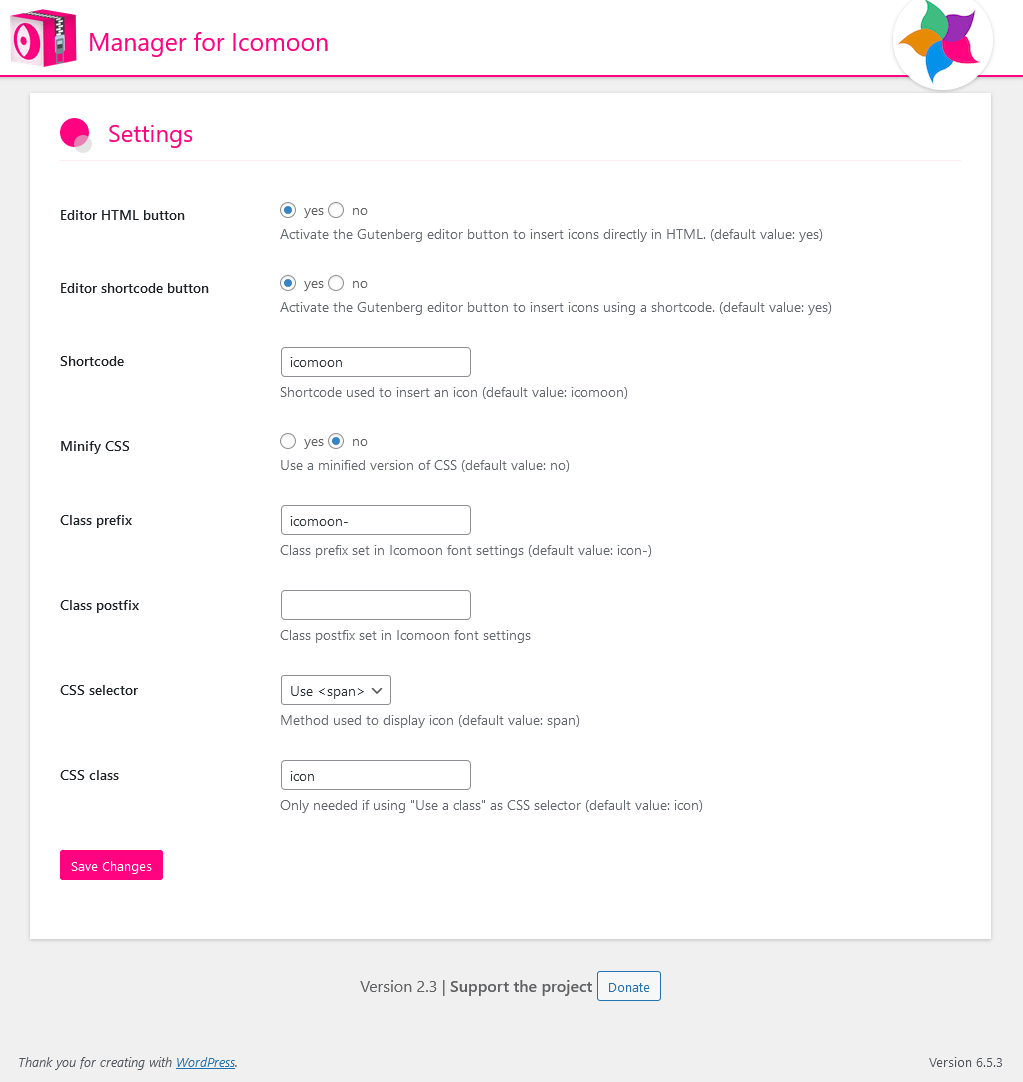 Manager for Icomoon
Settings
Editor HTML button
yes no
Activate the Gutenberg editor button to insert icons directly in HTML. (default value: yes)
Editor shortcode button
yes no
Activate the Gutenberg editor button to insert icons using a shortcode. (default value: yes)
Shortcode
icomoon
Shortcode used to insert an icon (default value: icomoon)
Minify CSS
yes no
Use a minified version of CSS (default value: no)
Class prefix
icomoon-
Class prefix set in Icomoon font settings (default value: icon-)
Class postfix
Class postfix set in Icomoon font settings
CSS selector
Use <span>
Method used to display icon (default value: span)
CSS class
icon
Only needed if using "Use a class" as CSS selector (default value: icon)
Save Changes
Version 2.3 | Support the project Donate
Thank you for creating with WordPress. Version 6.5.3